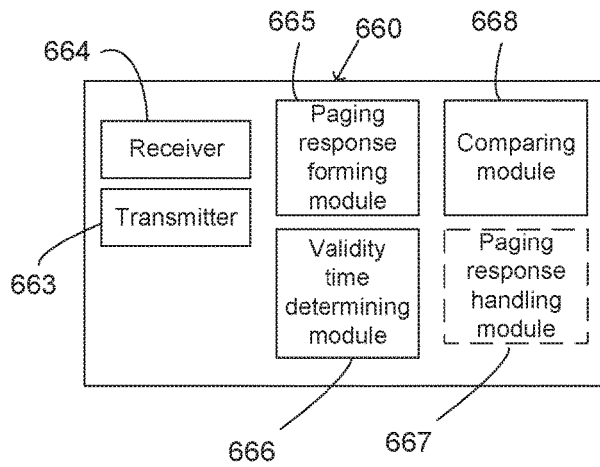 665
660
668
664
Receiver
Transmitter
663
Paging
response
forming
module
Comparing
module
Validity
time
determining
module
Paging
response
handling
module
666
667